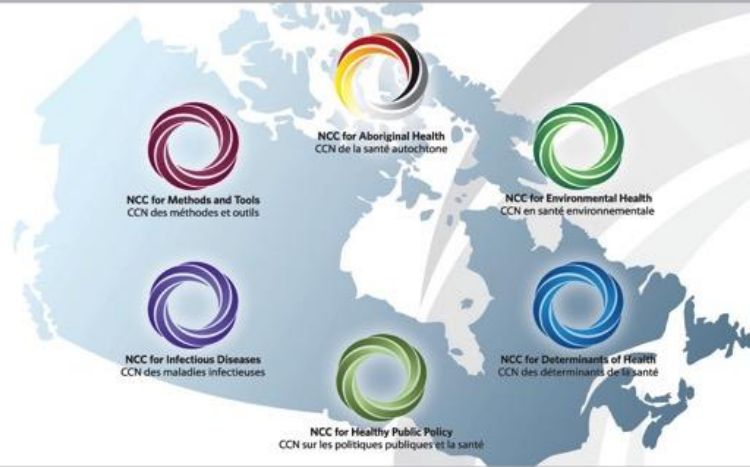 NCC for Aboriginal Health
CCN de la santé autochtone
NCC for Methods and Tools
CCN des méthodes et outils
NCC for Environmental Health
CCN en santé environnementale
NCC for Infectious Diseases
CCN des maladies infectieuses
NCC for Determinants of Health
CCN des déterminants de la santé
NCC for Healthy Public Policy
CCN sur les politiques publiques et la santé